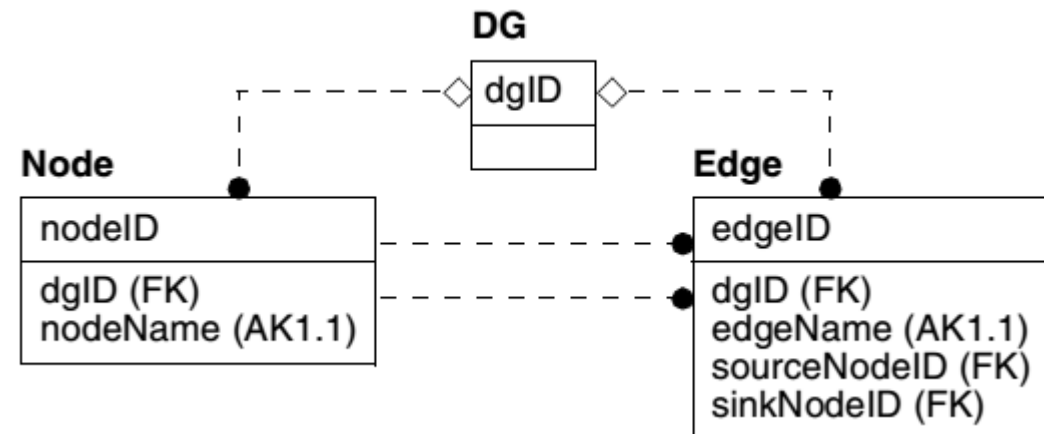 DG
dgID
Node
nodeID
dgID (FK)
nodeName (AK1.1)
Edge
edgeID
dgID (FK)
edgeName (AK1.1)
sourceNodeID (FK)
sinkNodeID (FK)